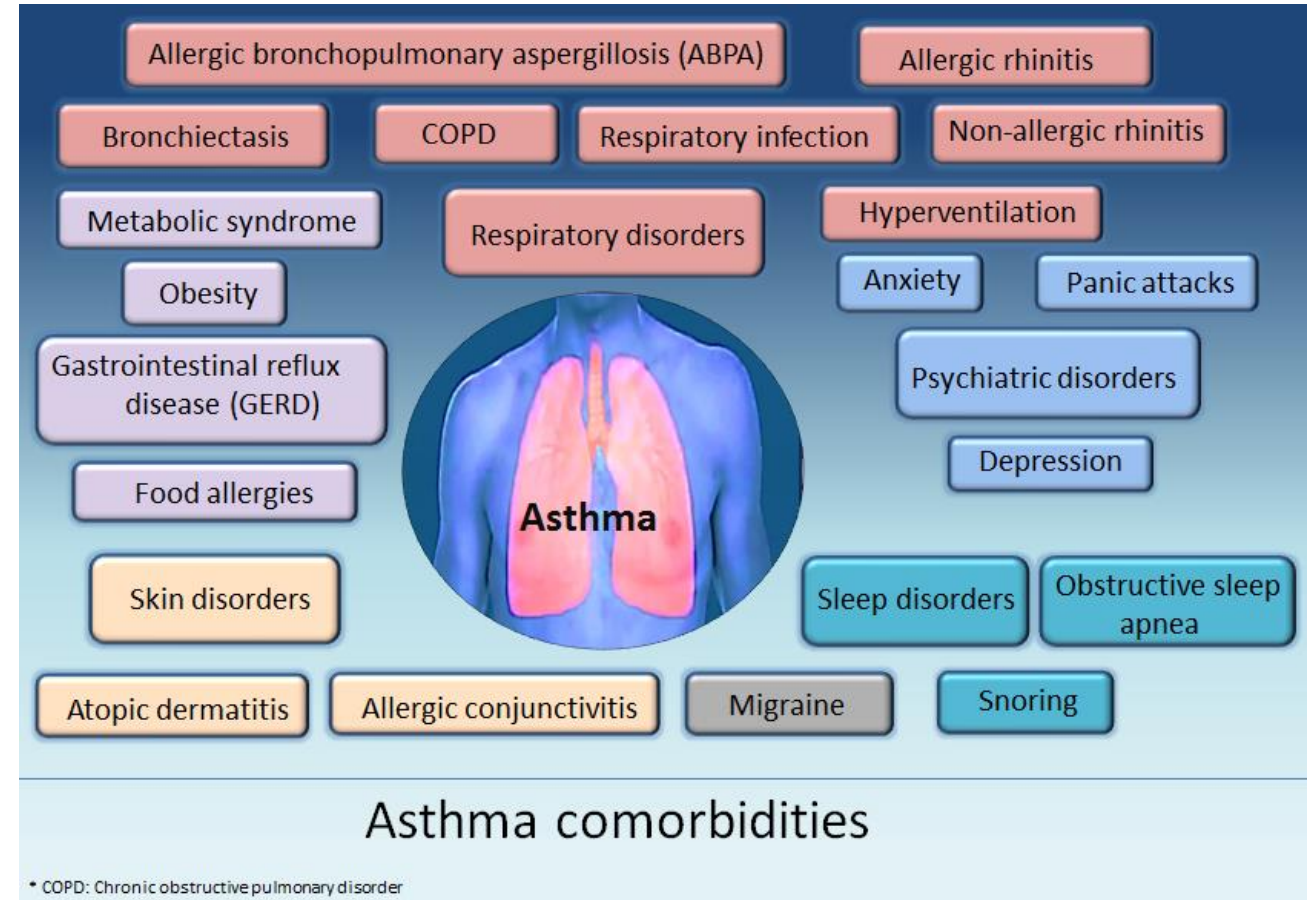 Allergic bronchopulmonary aspergillosis (ABPA)
Allergic rhinitis
Bronchiectasis
COPD
Respiratory infection
Non-allergic rhinitis
Metabolic syndrome
Respiratory disorders
Hyperventilation
Obesity
Anxiety
Panic attacks
Gastrointestinal reflux
disease (GERD)
Psychiatric disorders
Food allergies
Depression
Asthma
Skin disorders
Sleep disorders
Obstructive sleep
apnea
Atopic dermatitis
Allergic conjunctivitis
Migraine
Snoring
Asthma comorbidities
* COPD: Chronic obstructive pulmonary disorder